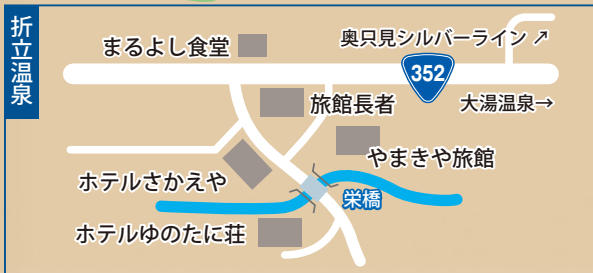 折立温泉
まるよし食堂
奥只見シルバーライン↗
352
旅館長者
大湯温泉→
やまきや旅館
ホテルさかえや
栄橋
ホテルゆのたに荘